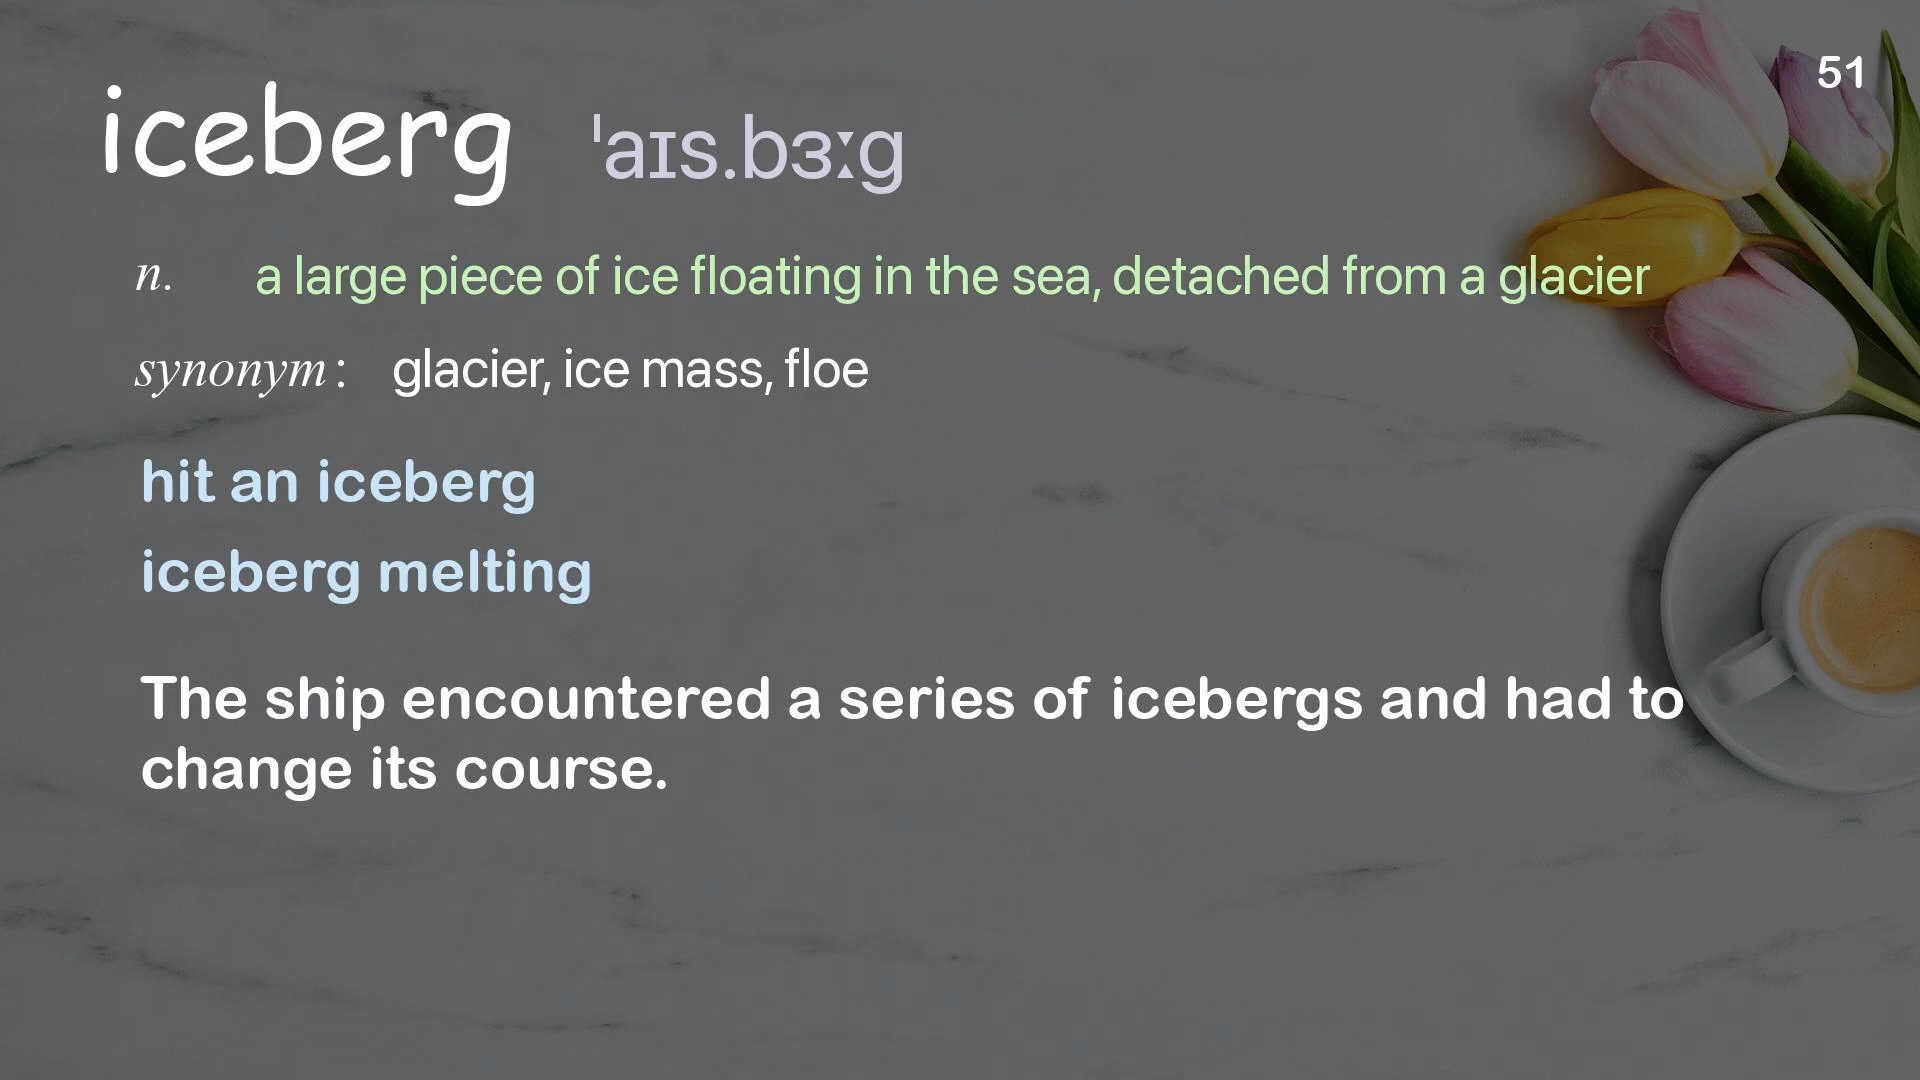 51
iceberg ˈaɪs.bɜːg
n. a large piece of ice floating in the sea, detached from a glacier
synonym : glacier, ice mass, floe
hit an iceberg
iceberg melting
The ship encountered a series of icebergs and had to
change its course.